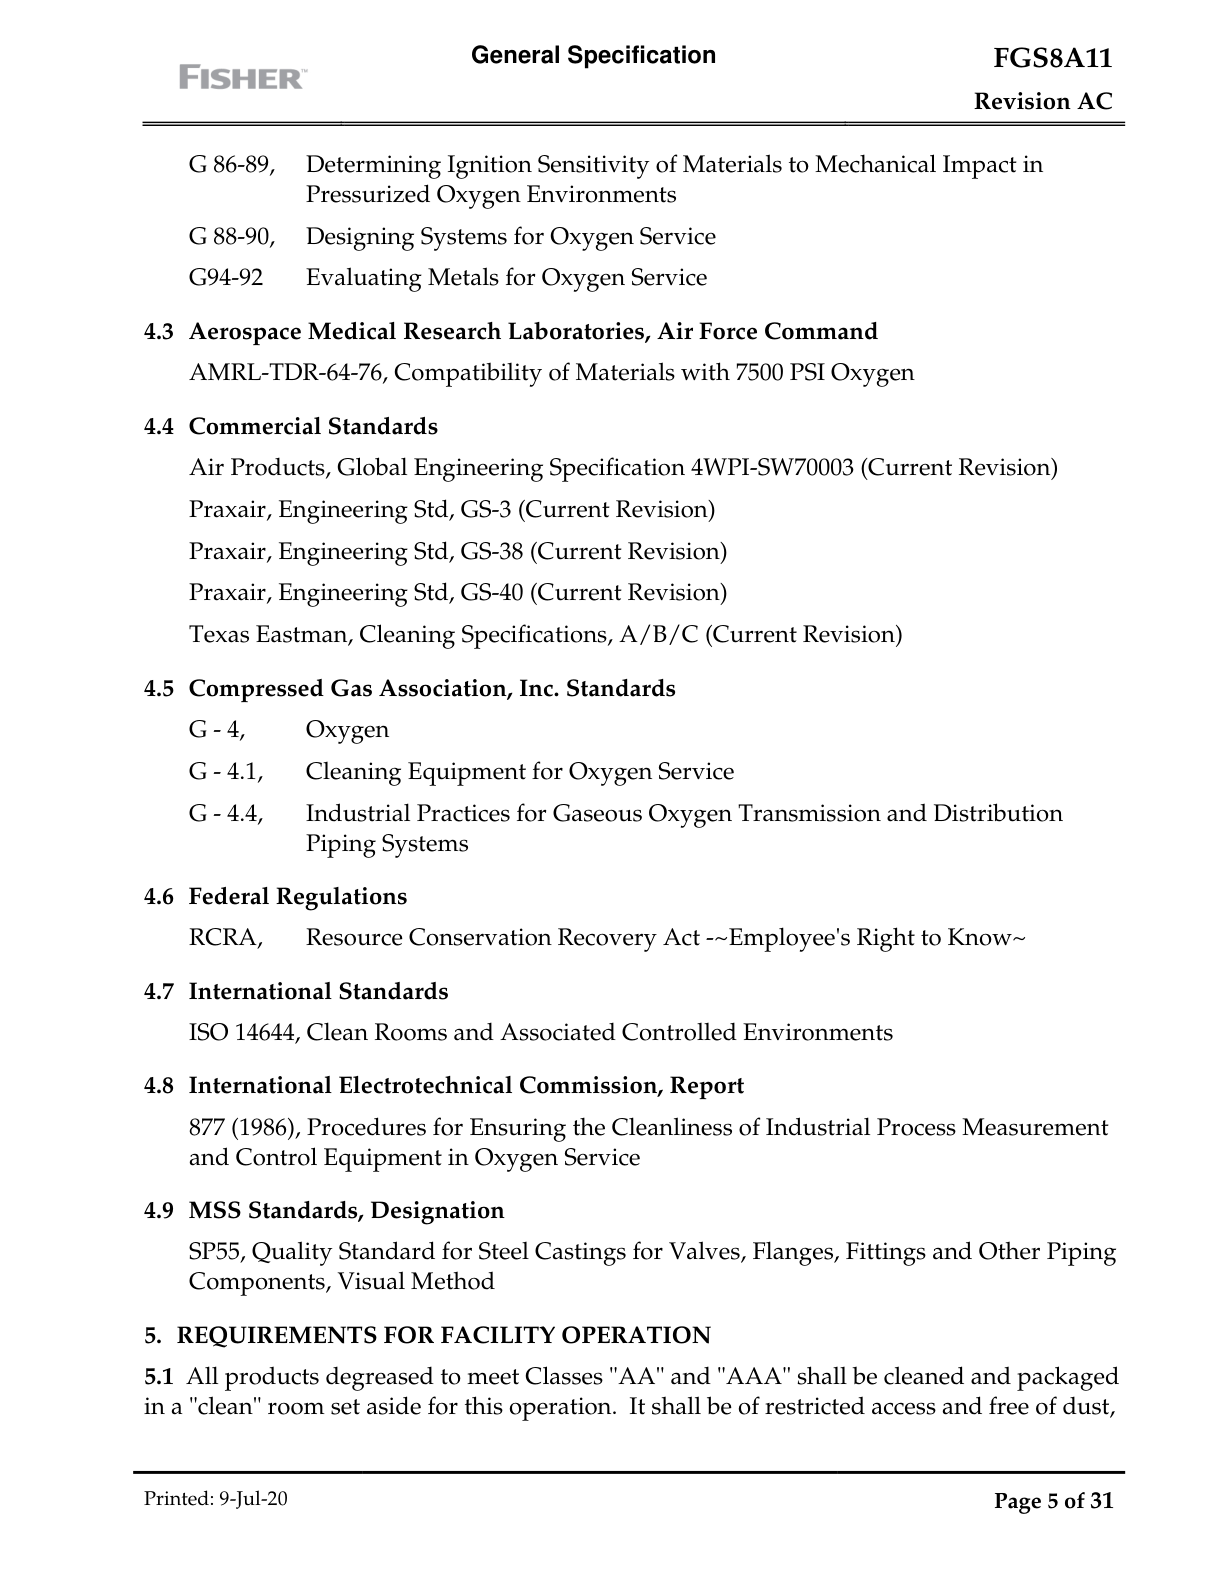 General Specification
FGS8A11
FISHER™
Revision AC
G 86-89, Determining Ignition Sensitivity of Materials to Mechanical Impact in
Pressurized Oxygen Environments
G 88-90, Designing Systems for Oxygen Service
G94-92 Evaluating Metals for Oxygen Service
4.3 Aerospace Medical Research Laboratories, Air Force Command
AMRL-TDR-64-76, Compatibility of Materials with 7500 PSI Oxygen
4.4 Commercial Standards
Air Products, Global Engineering Specification 4WPI-SW70003 (Current Revision)
Praxair, Engineering Std, GS-3 (Current Revision)
Praxair, Engineering Std, GS-38 (Current Revision)
Praxair, Engineering Std, GS-40 (Current Revision)
Texas Eastman, Cleaning Specifications, A/B/C (Current Revision)
4.5 Compressed Gas Association, Inc. Standards
G - 4, Oxygen
G - 4.1, Cleaning Equipment for Oxygen Service
G - 4.4, Industrial Practices for Gaseous Oxygen Transmission and Distribution
Piping Systems
4.6 Federal Regulations
RCRA, Resource Conservation Recovery Act -~Employee's Right to Know~
4.7 International Standards
ISO 14644, Clean Rooms and Associated Controlled Environments
4.8 International Electrotechnical Commission, Report
877 (1986), Procedures for Ensuring the Cleanliness of Industrial Process Measurement
and Control Equipment in Oxygen Service
4.9 MSS Standards, Designation
SP55, Quality Standard for Steel Castings for Valves, Flanges, Fittings and Other Piping
Components, Visual Method
5. REQUIREMENTS FOR FACILITY OPERATION
5.1 All products degreased to meet Classes "AA" and "AAA" shall be cleaned and packaged
in a "clean" room set aside for this operation. It shall be of restricted access and free of dust,
Printed: 9-Jul-20
Page 5 of 31